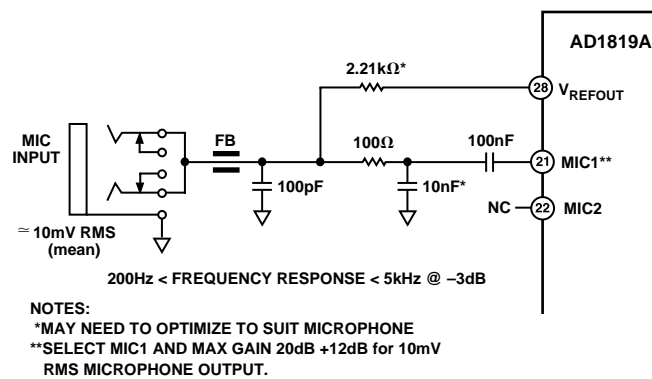 AD1819A
2.21kΩ*
28 VREFOUT
MIC INPUT
FB
100Ω
100nF
21 MIC1**
100pF
10nF*
NC 22 MIC2
≃ 10mV RMS
(mean)
200Hz < FREQUENCY RESPONSE < 5kHz @ –3dB
NOTES:
*MAY NEED TO OPTIMIZE TO SUIT MICROPHONE
**SELECT MIC1 AND MAX GAIN 20dB +12dB for 10mV
RMS MICROPHONE OUTPUT.